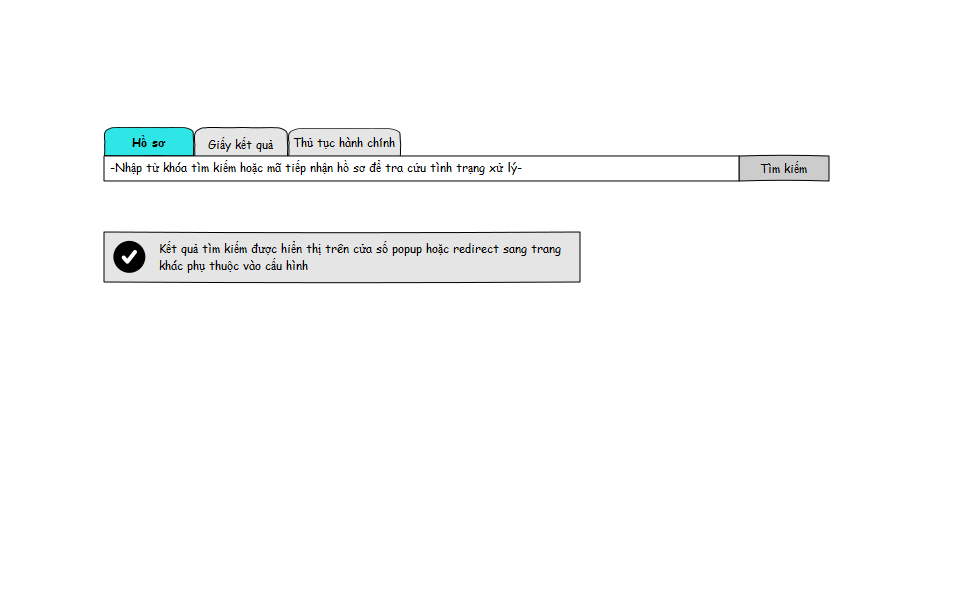 Hồ sơ
Giấy kết quả
Thủ tục hành chính
-Nhập từ khóa tìm kiếm hoặc mã tiếp nhận hồ sơ để tra cứu tình trạng xử lý-
Tìm kiếm
Kết quả tìm kiếm được hiển thị trên cửa sổ popup hoặc redirect sang trang
khác phụ thuộc vào cấu hình